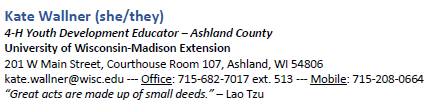 Kate Wallner (she/they)
4-H Youth Development Educator – Ashland County
University of Wisconsin-Madison Extension
201 W Main Street, Courthouse Room 107, Ashland, WI 54806
kate.wallner@wisc.edu --- Office: 715-682-7017 ext. 513 --- Mobile: 715-208-0664
“Great acts are made up of small deeds.” – Lao Tzu